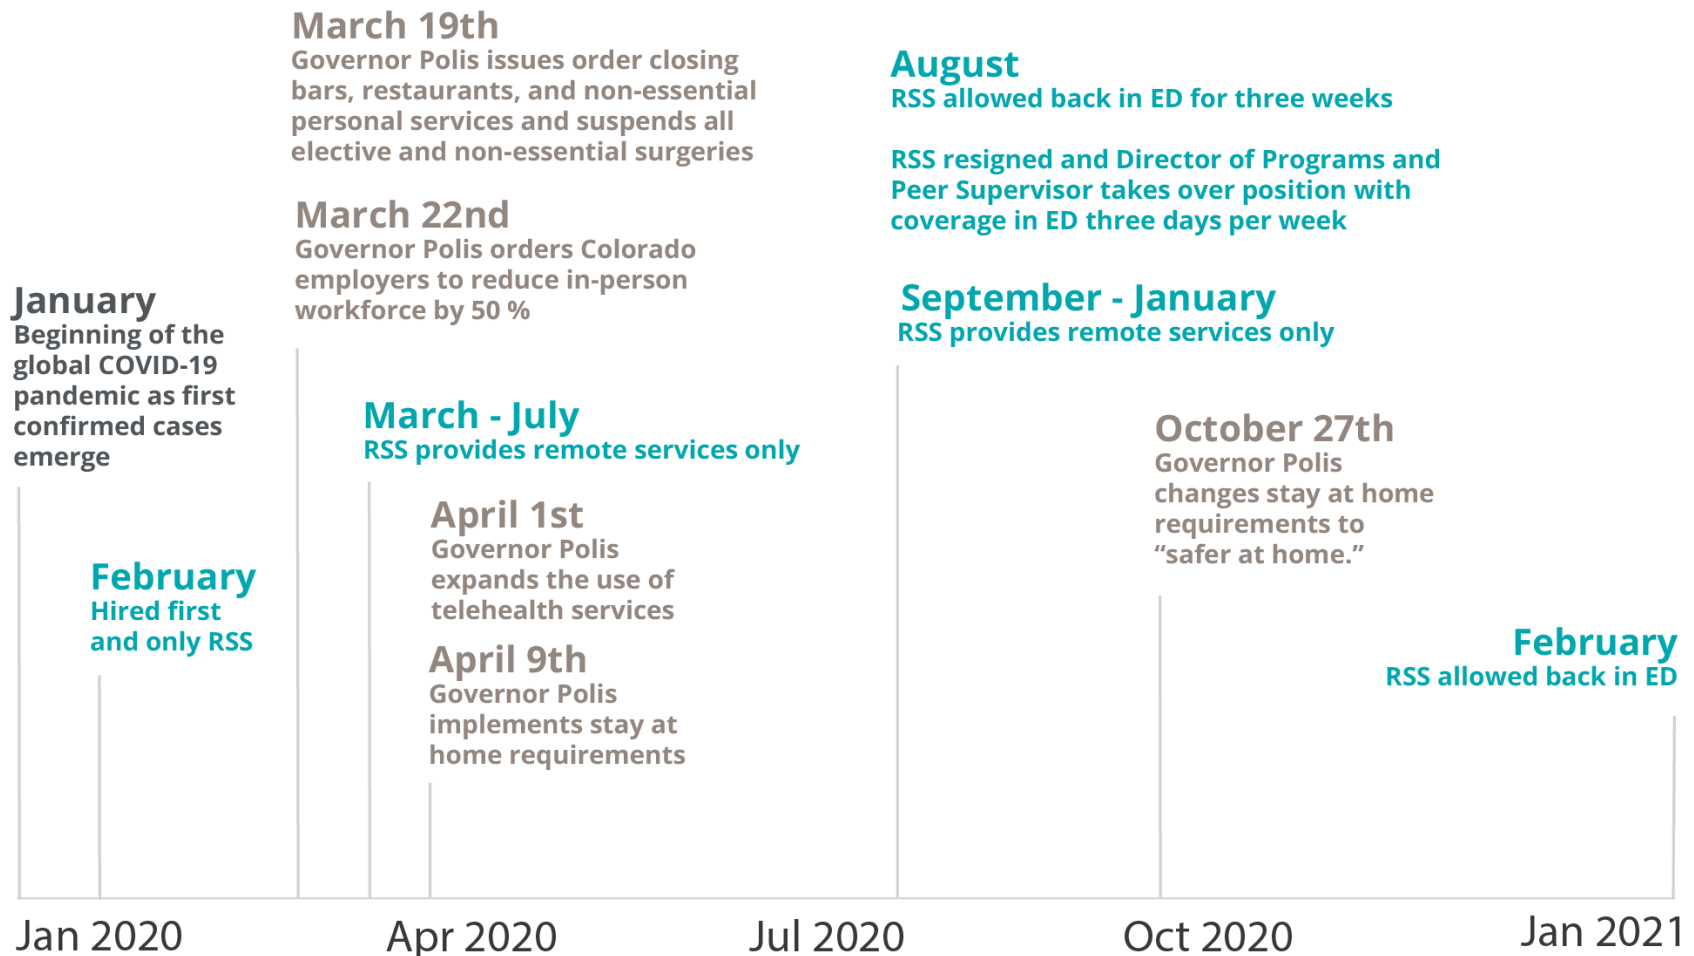 January
Beginning of the
global COVID-19
pandemic as first
confirmed cases
emerge
February
Hired first
and only RSS
March 19th
Governor Polis issues order closing
bars, restaurants, and non-essential
personal services and suspends all
elective and non-essential surgeries
March 22nd
Governor Polis orders Colorado
employers to reduce in-person
workforce by 50 %
March - July
RSS provides remote services only
April 1st
Governor Polis
expands the use of
telehealth services
April 9th
Governor Polis
implements stay at
home requirements
August
RSS allowed back in ED for three weeks
RSS resigned and Director of Programs and
Peer Supervisor takes over position with
coverage in ED three days per week
September - January
RSS provides remote services only
October 27th
Governor Polis
changes stay at home
requirements to
“safer at home.”
February
RSS allowed back in ED
Jan 2020
Apr 2020
Jul 2020
Oct 2020
Jan 2021